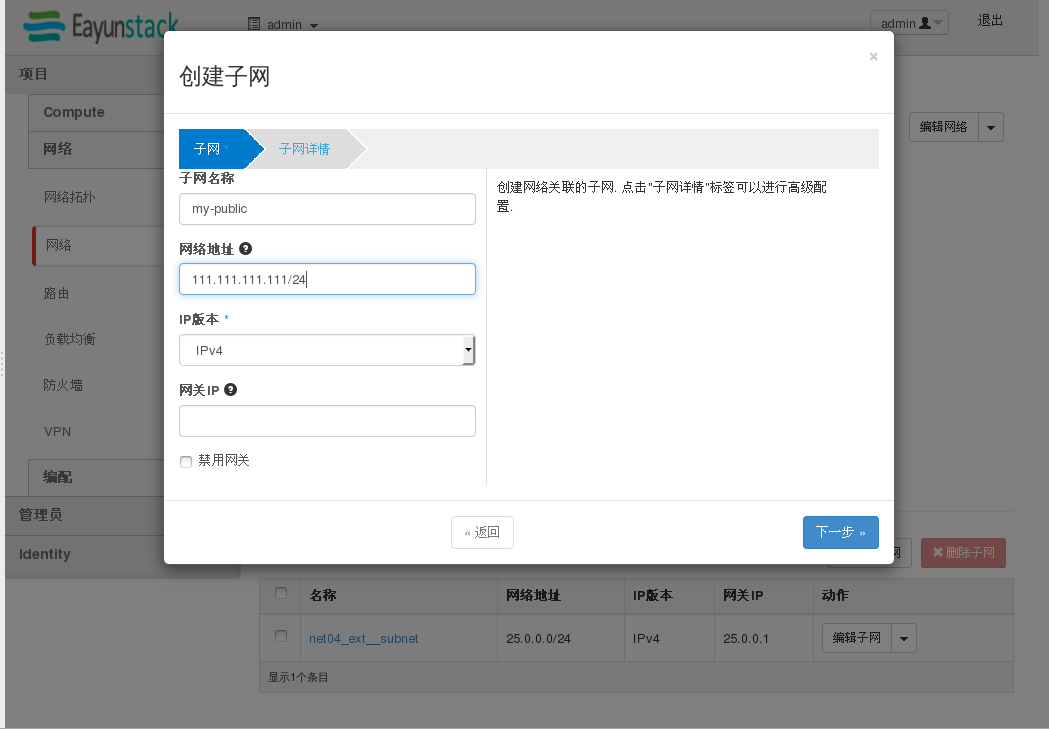 Eayunstack
admin
admin
退出
项目
Compute
网络
网络拓扑
网络
路由
负载均衡
防火墙
VPN
编配
管理员
Identity
编辑网络
×
创建子网
子网 *
子网详情
子网名称
my-public
网络地址
111.111.111.111/24
IP版本 *
IPv4
网关IP
禁用网关
创建网络关联的子网. 点击"子网详情"标签可以进行高级配
置.
« 返回
下一步 »
网
删除子网
名称 网络地址 IP版本 网关IP 动作
net04_ext__subnet 25.0.0.0/24 IPv4 25.0.0.1 编辑子网
显示1个条目